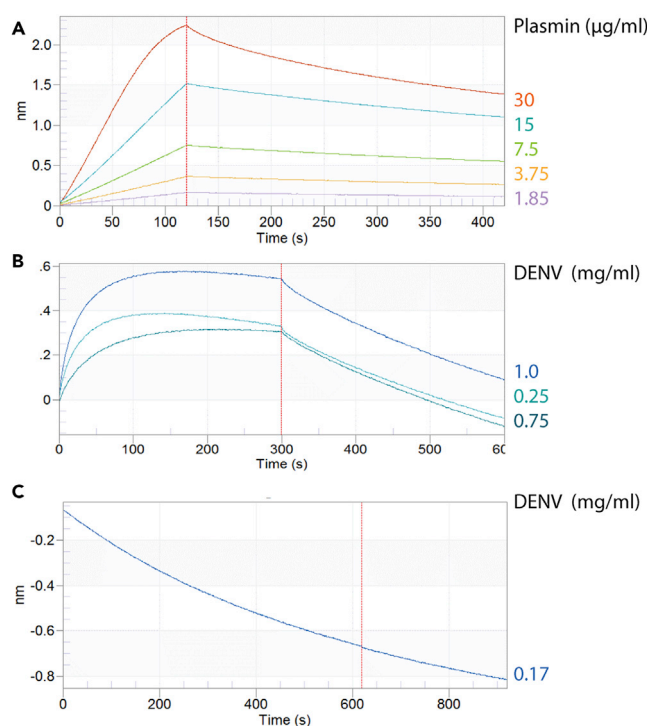 A
Plasmin (µg/ml)
nm
2.0
1.5
1.0
0.5
0
30
15
7.5
3.75
1.85
0 50 100 150 200 250 300 350 400
Time (s)
B
DENV (mg/ml)
.6
.4
.2
0
1.0
0.25
0.75
0 100 200 300 400 500 600
Time (s)
C
DENV (mg/ml)
nm
-0.2
-0.4
-0.6
-0.8
0.17
0 200 400 600 800
Time (s)